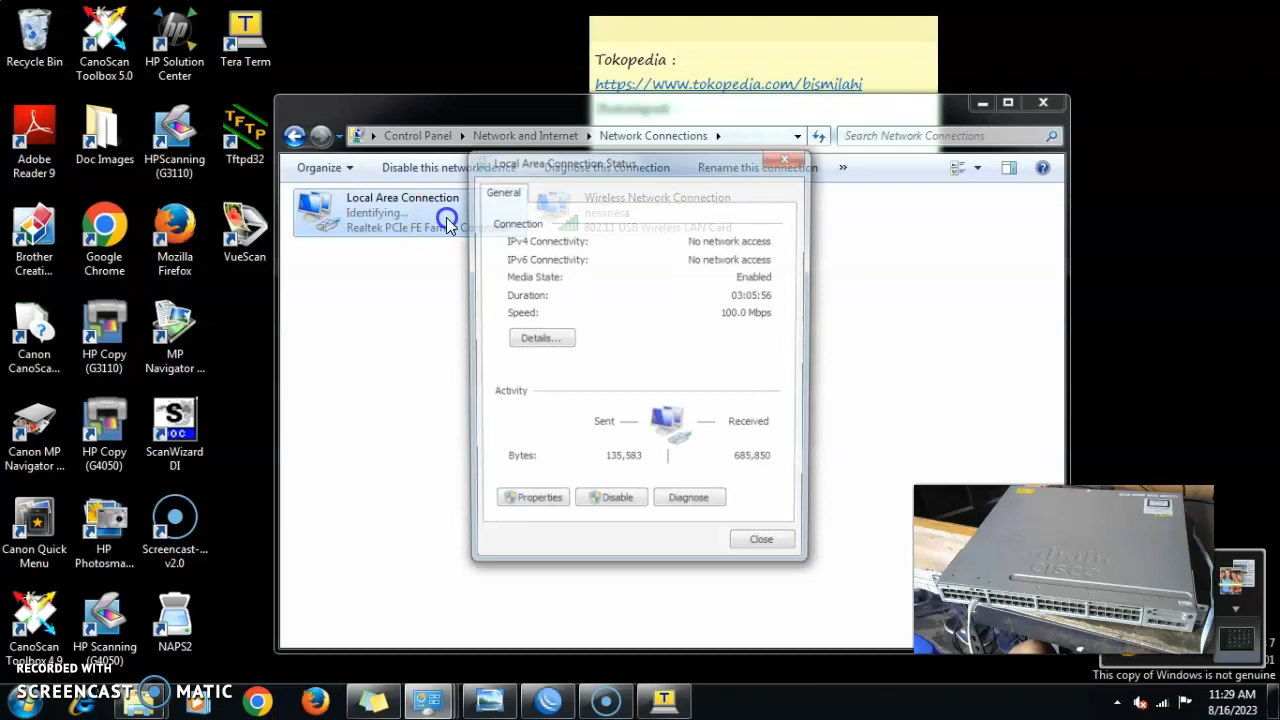 Recycle Bin
CanoScan Toolbox 5.0
HP Solution Center
Tera Term
Adobe Reader 9
Doc Images
HPScanning (G3110)
Tftpd32
Brother Creati...
Google Chrome
Mozilla Firefox
VueScan
Canon CanoSca...
HP Copy (G3110)
MP Navigator ...
Canon MP Navigator ...
HP Copy (G4050)
ScanWizard DI
Canon Quick Menu
HP Photosma...
Screencast-... v2.0
CanoScan Toolbox 4.9
HP Scanning (G4050)
NAPS2
Tokopedia :
https://www.tokopedia.com/bismilahi
Control Panel
Network and Internet
Network Connections
Search Network Connections
Organize
Disable this network device
Diagnose this connection
Rename this connection
»
Local Area Connection
Identifying...
Realtek PCIe FE Fam
Wireless Network Connection
nesanesa
802.11 USB Wireless LAN Card
Local Area Connection Status
General
Connection
IPv4 Connectivity: No network access
IPv6 Connectivity: No network access
Media State: Enabled
Duration: 03:05:56
Speed: 100.0 Mbps
Details...
Activity
Sent — — Received
Bytes: 135,583 | 685,850
Properties
Disable
Diagnose
Close
CISCO
This copy of Windows is not genuine
RECORDED WITH
SCREENCAST MATIC
11:29 AM
8/16/2023